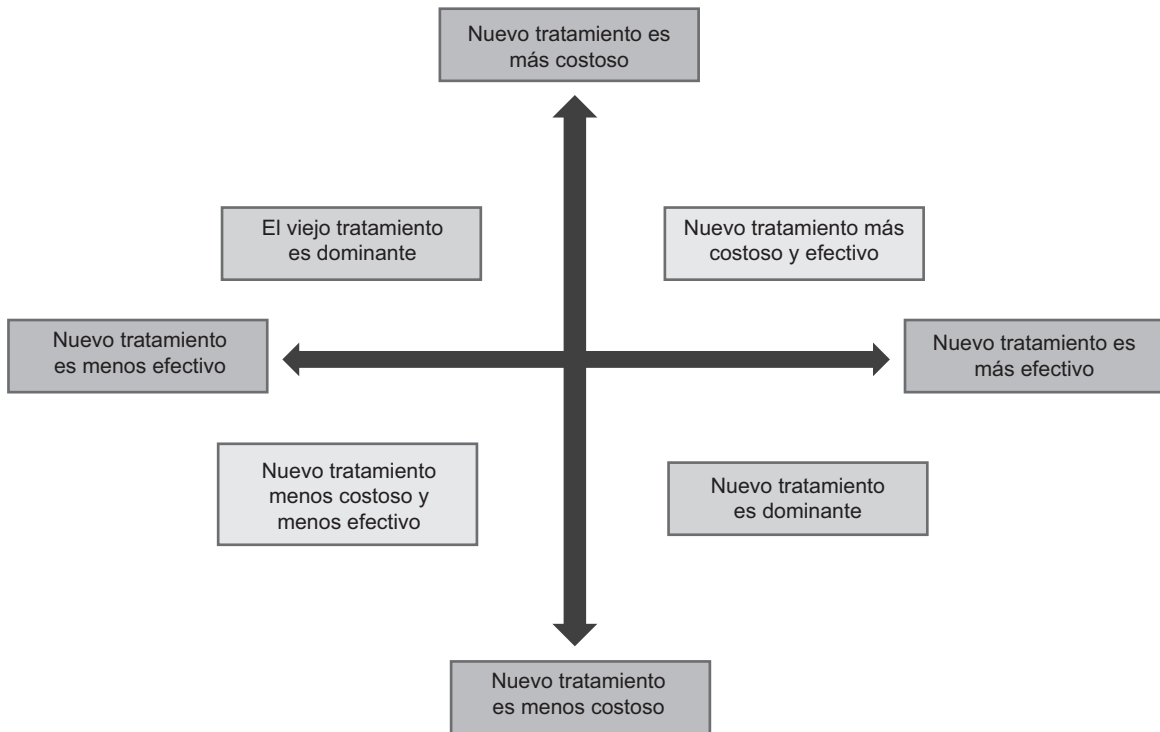 Nuevo tratamiento es
más costoso
El viejo tratamiento
es dominante
Nuevo tratamiento más
costoso y efectivo
Nuevo tratamiento
es menos efectivo
Nuevo tratamiento es
más efectivo
Nuevo tratamiento
menos costoso y
menos efectivo
Nuevo tratamiento
es dominante
Nuevo tratamiento
es menos costoso